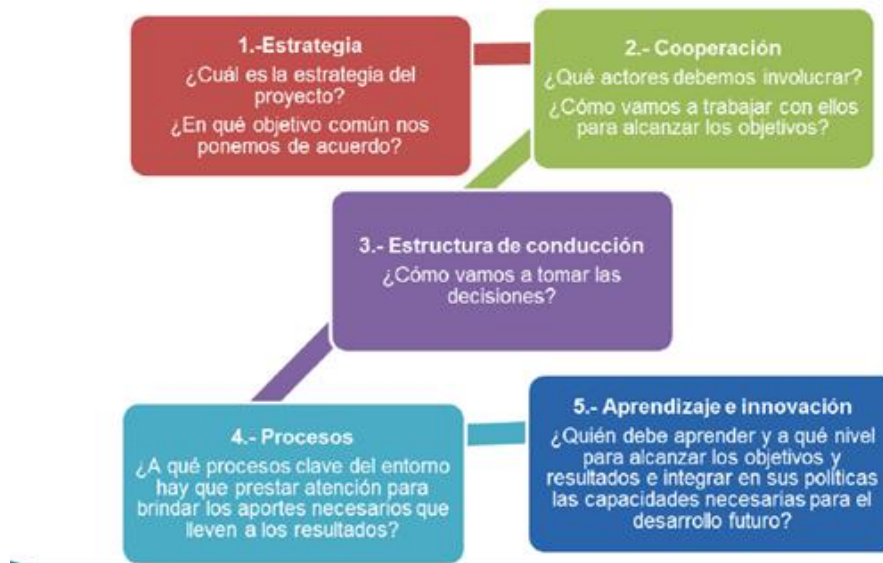 1.-Estrategia
¿Cuál es la estrategia del
proyecto?
¿En qué objetivo común nos
ponemos de acuerdo?
2.- Cooperación
¿Qué actores debemos involucrar?
¿Cómo vamos a trabajar con ellos
para alcanzar los objetivos?
3.- Estructura de conducción
¿Cómo vamos a tomar las
decisiones?
4.- Procesos
¿A qué procesos clave del entorno
hay que prestar atención para
brindar los aportes necesarios que
lleven a los resultados?
5.- Aprendizaje e innovación
¿Quién debe aprender y a qué nivel
para alcanzar los objetivos y
resultados e integrar en sus políticas
las capacidades necesarias para el
desarrollo futuro?